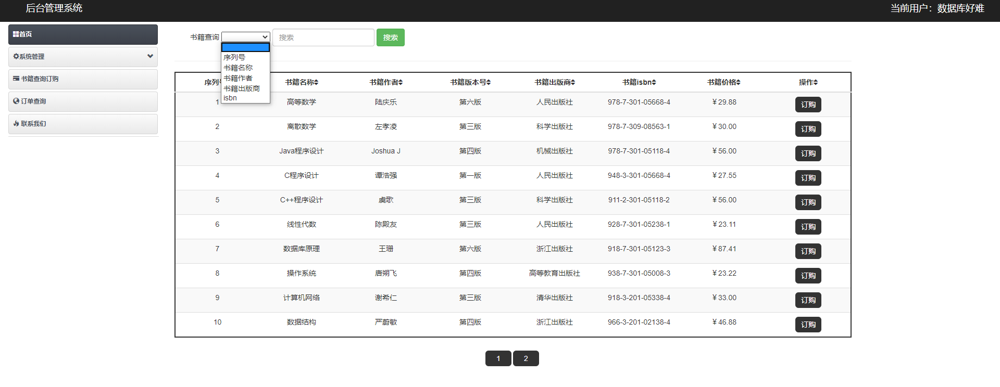 后台管理系统
当前用户：数据库好难
首页
系统管理
书籍查询订购
订单查询
联系我们
书籍查询 搜索 搜索
序列号
书籍名称
书籍作者
书籍出版商
isbn
序列号 书籍名称 书籍作者 书籍版本号 书籍出版商 书籍isbn 书籍价格 操作
1 高等数学 陆庆乐 第六版 人民出版社 978-7-301-05668-4 ￥29.88 订购
2 离散数学 左孝凌 第三版 科学出版社 978-7-309-08563-1 ￥30.00 订购
3 Java程序设计 Joshua J 第四版 机械出版社 978-7-301-05118-4 ￥56.00 订购
4 C程序设计 谭浩强 第一版 人民出版社 948-3-301-05668-4 ￥27.55 订购
5 C++程序设计 虞歌 第三版 科学出版社 911-2-301-05118-2 ￥56.00 订购
6 线性代数 陈殿友 第三版 人民出版社 928-7-301-05238-1 ￥23.11 订购
7 数据库原理 王珊 第六版 浙江出版社 918-7-301-05123-3 ￥87.41 订购
8 操作系统 唐朔飞 第四版 高等教育出版社 938-7-301-05008-3 ￥23.22 订购
9 计算机网络 谢希仁 第三版 清华出版社 918-3-201-05338-4 ￥33.00 订购
10 数据结构 严蔚敏 第四版 浙江出版社 966-3-201-02138-4 ￥46.88 订购
1 2